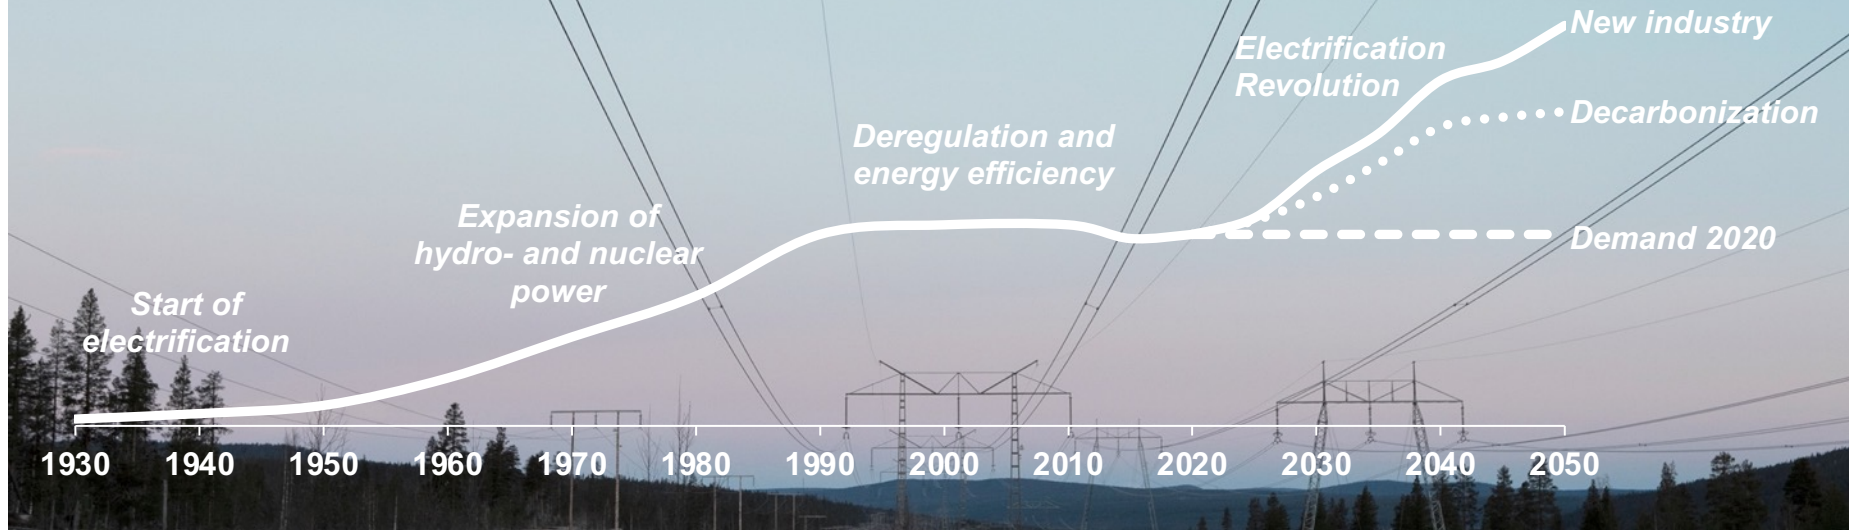 New industry
Electrification
Revolution
Decarbonization
Deregulation and
energy efficiency
Expansion of
hydro- and nuclear
power
Demand 2020
Start of
electrification
1930 1940 1950 1960 1970 1980 1990 2000 2010 2020 2030 2040 2050